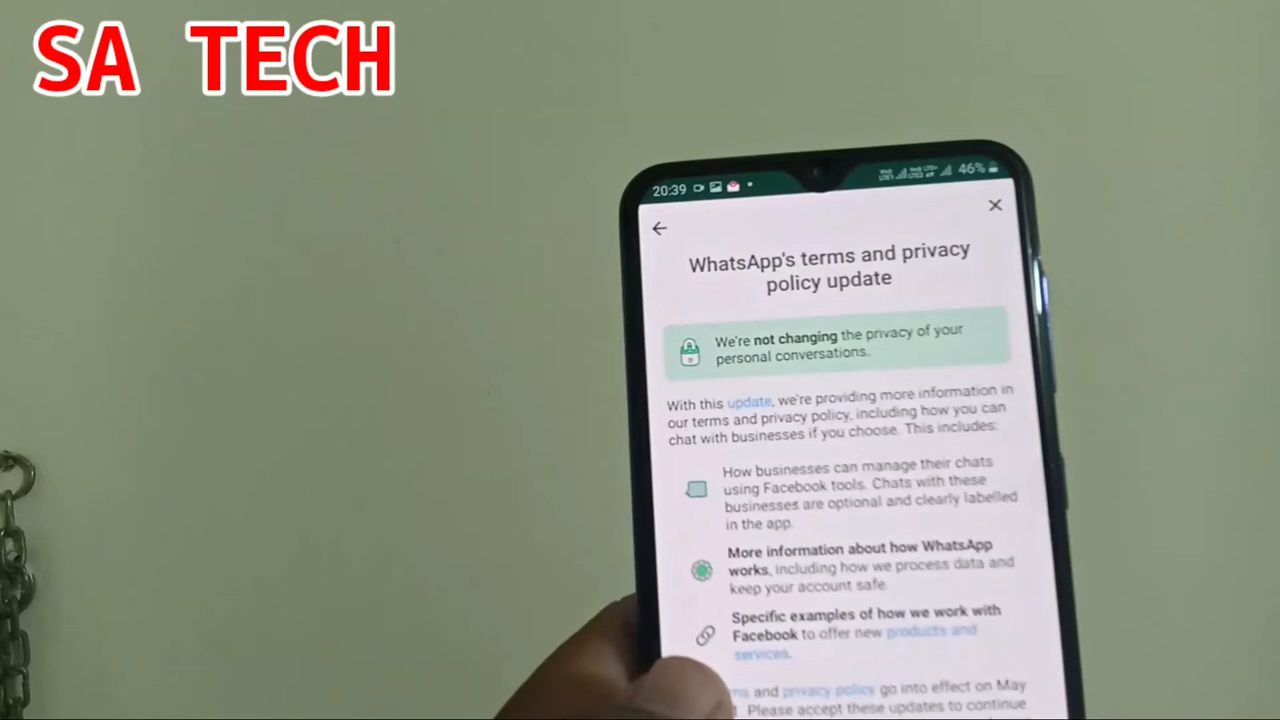 SA TECH
20:39
46%
WhatsApp's terms and privacy
policy update
We're not changing the privacy of your
personal conversations.
With this update, we're providing more information in
our terms and privacy policy, including how you can
chat with businesses if you choose. This includes:
How businesses can manage their chats
using Facebook tools. Chats with these
businesses are optional and clearly labelled
in the app.
More information about how WhatsApp
works, including how we process data and
keep your account safe.
Specific examples of how we work with
Facebook to offer new products and
services.
and privacy policy go into effect on May
Please accept these updates to continue